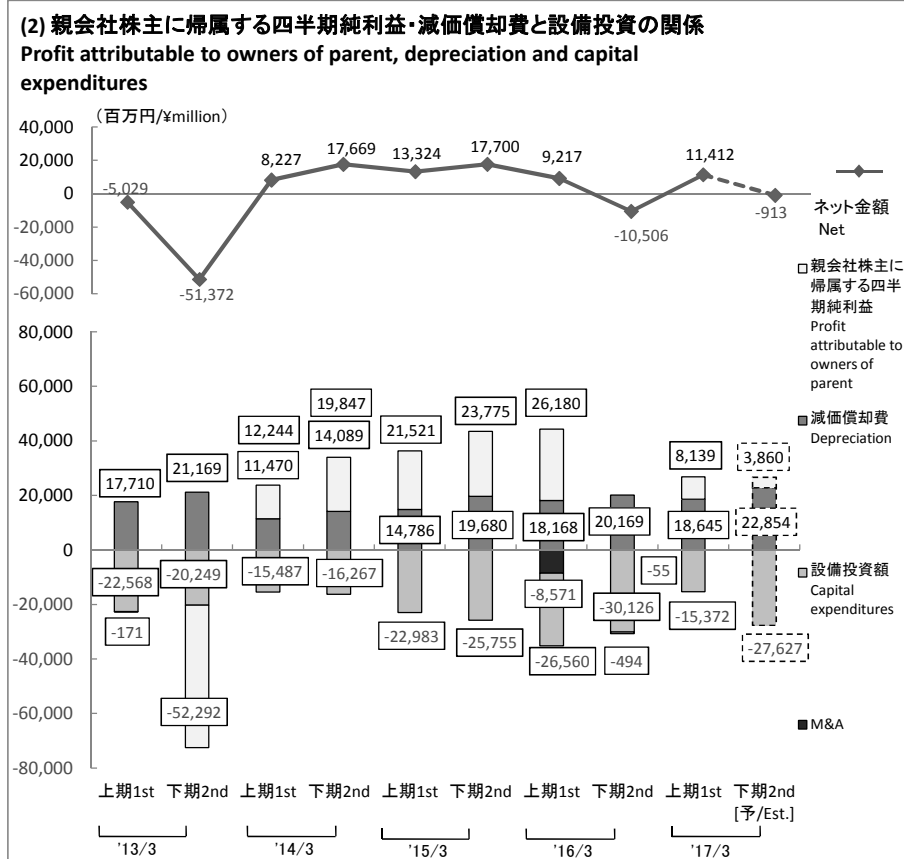 (2) 親会社株主に帰属する四半期純利益・減価償却費と設備投資の関係
Profit attributable to owners of parent, depreciation and capital
expenditures
（百万円/¥million）
40,000
20,000
0
-20,000
-40,000
-60,000
-5,029
-51,372
8,227
17,669
13,324
17,700
9,217
-10,506
11,412
-913
ネット金額
Net
親会社株主に
帰属する四半
期純利益
Profit
attributable to
owners of
parent
減価償却費
Depreciation
設備投資額
Capital
expenditures
M&A
80,000
60,000
40,000
20,000
0
-20,000
-40,000
-60,000
-80,000
17,710
-22,568
-171
21,169
-20,249
-52,292
12,244
11,470
-15,487
19,847
14,089
-16,267
21,521
14,786
-22,983
23,775
19,680
-25,755
26,180
18,168
-8,571
-26,560
20,169
-30,126
-494
8,139
18,645
-55
-15,372
3,860
22,854
-27,627
上期1st 下期2nd 上期1st 下期2nd 上期1st 下期2nd 上期1st 下期2nd 上期1st 下期2nd
[予/Est.]
'13/3 '14/3 '15/3 '16/3 '17/3